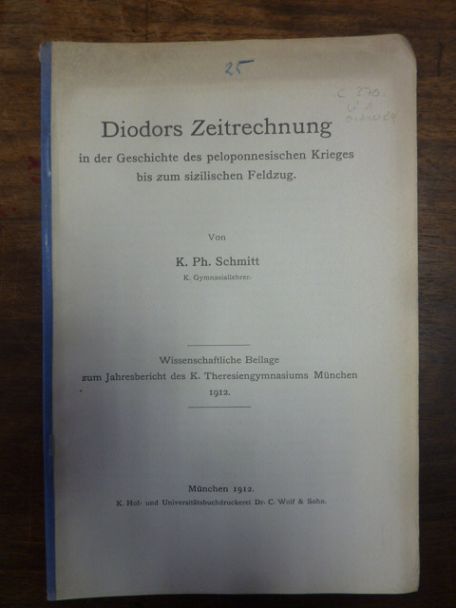 25
C 270.
Diodors Zeitrechnung
in der Geschichte des peloponnesischen Krieges
bis zum sizilischen Feldzug.
Von
K. Ph. Schmitt
K. Gymnasiallehrer.
Wissenschaftliche Beilage
zum Jahresbericht des K. Theresiengymnasiums München
1912.
München 1912.
K. Hof- und Universitätsbuchdruckerei Dr. C. Wolf & Sohn.